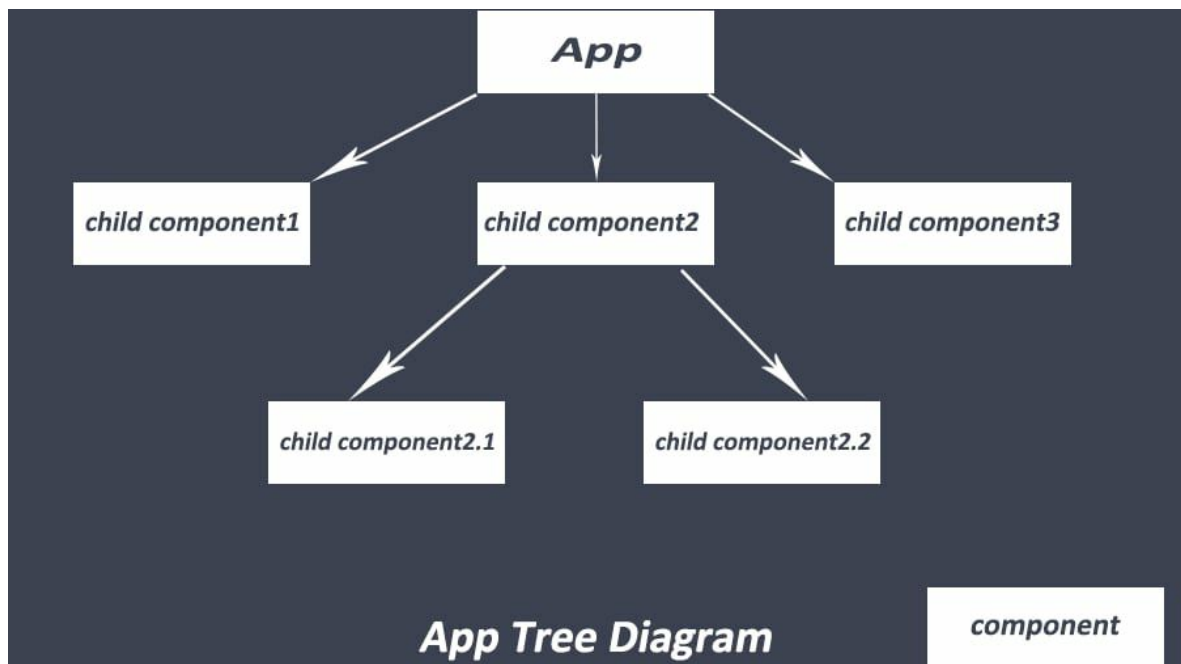 App
child component1
child component2
child component3
child component2.1
child component2.2
App Tree Diagram
component